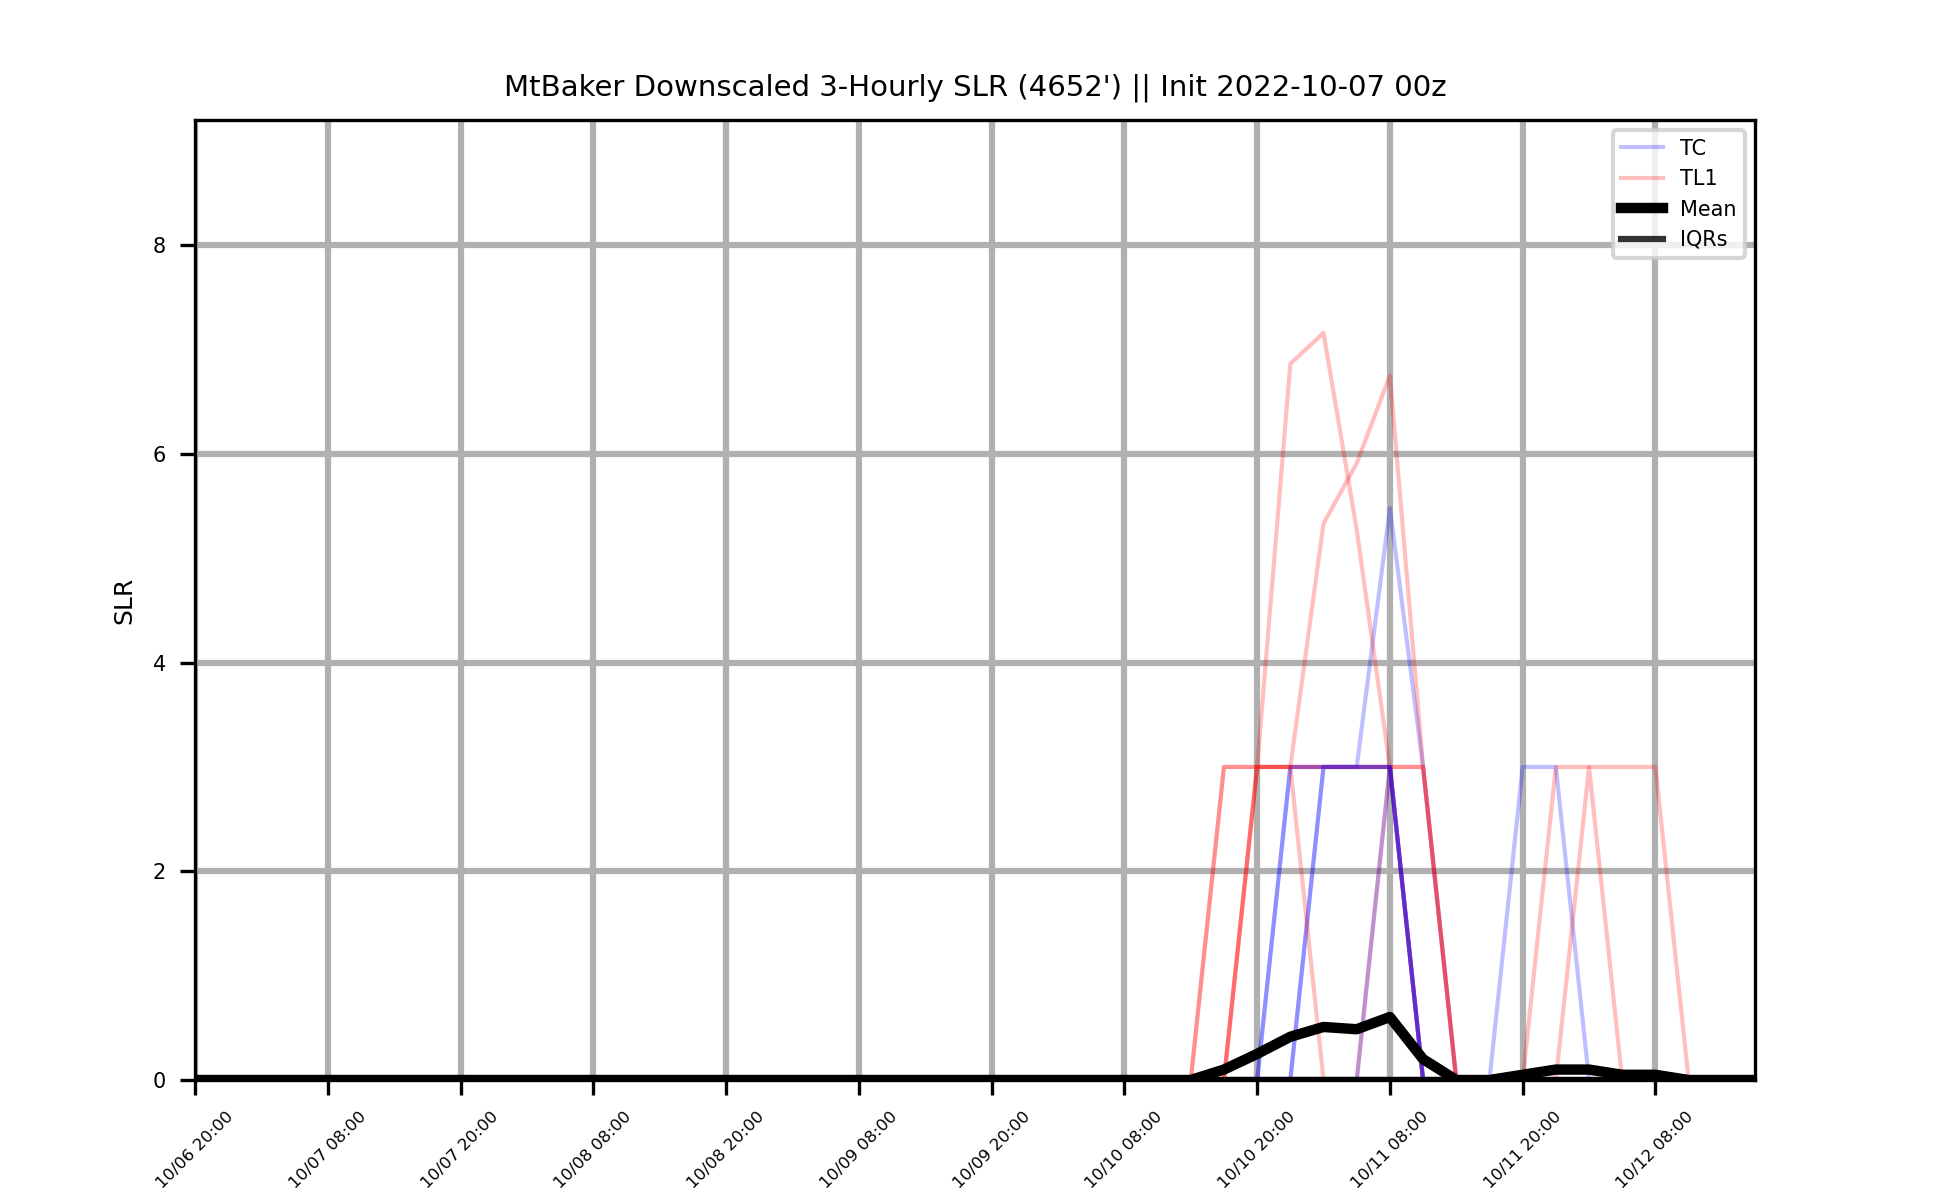 MtBaker Downscaled 3-Hourly SLR (4652') || Init 2022-10-07 00z
TC
TL1
Mean
IQRs
SLR
8
6
4
2
0
10/06 20:00
10/07 08:00
10/07 20:00
10/08 08:00
10/08 20:00
10/09 08:00
10/09 20:00
10/10 08:00
10/10 20:00
10/11 08:00
10/11 20:00
10/12 08:00